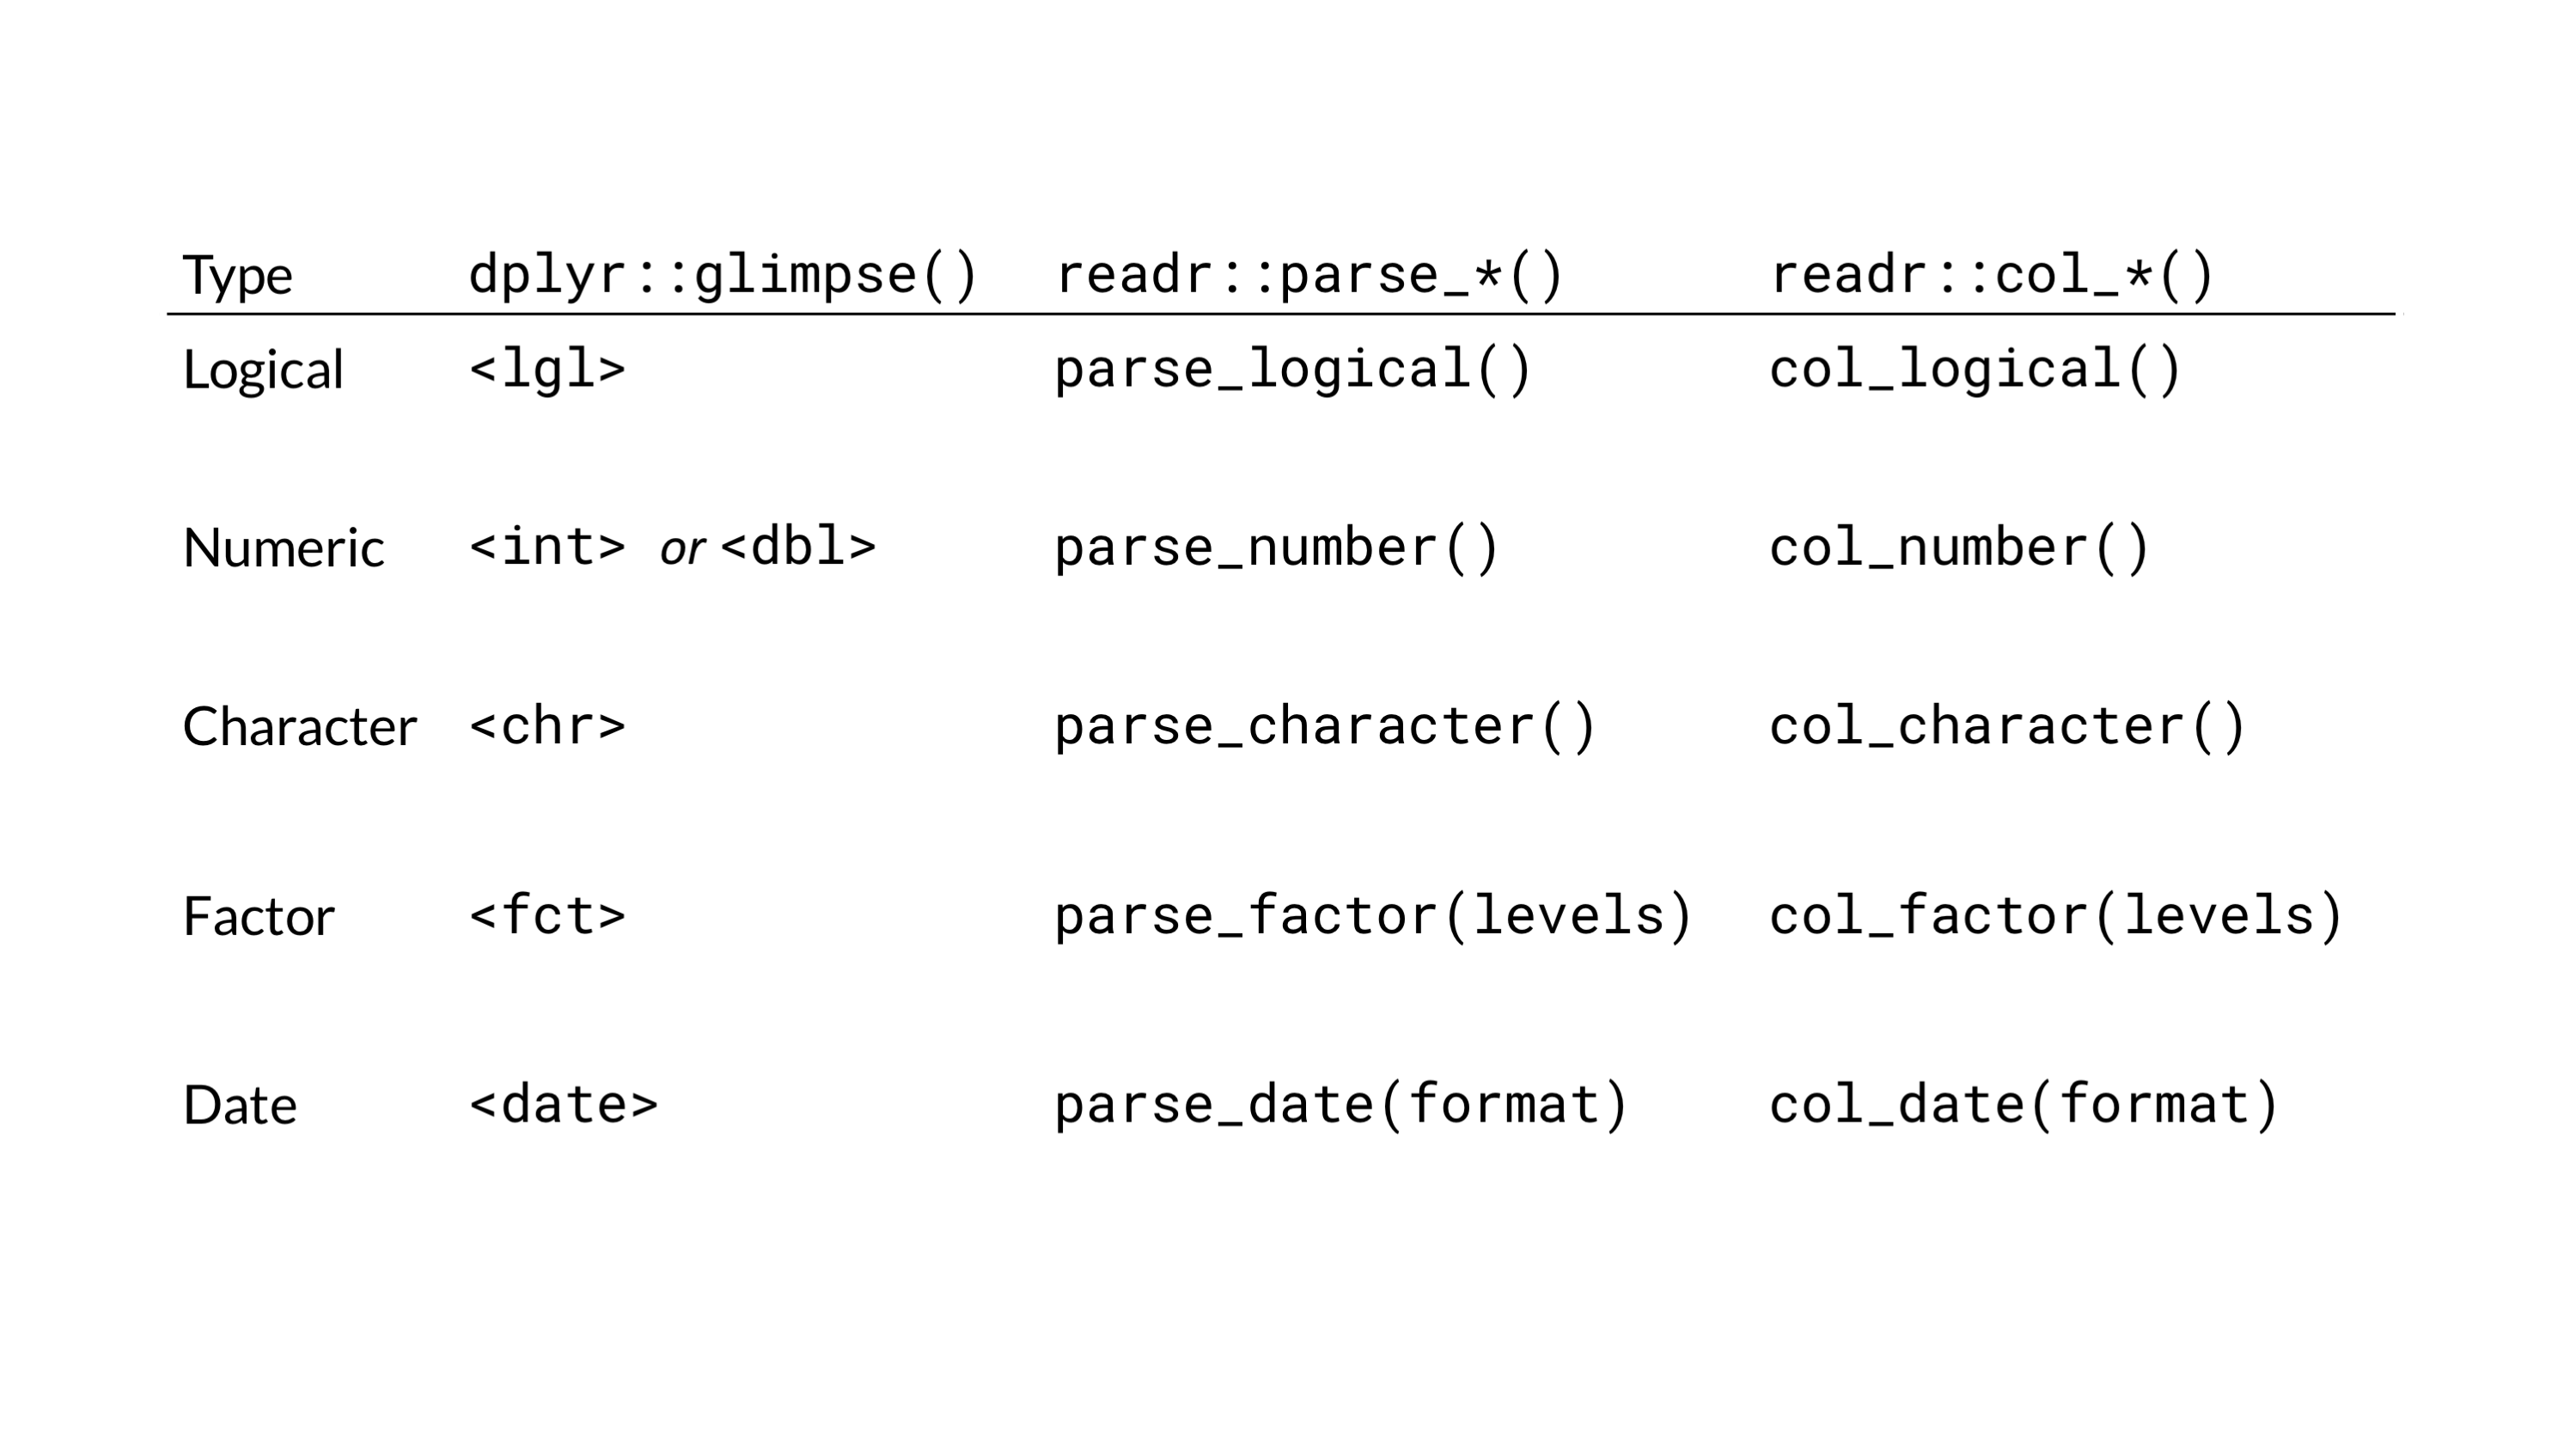 Type dplyr::glimpse() readr::parse_*() readr::col_*()
Logical <lgl> parse_logical() col_logical()
Numeric <int> or <dbl> parse_number() col_number()
Character <chr> parse_character() col_character()
Factor <fct> parse_factor(levels) col_factor(levels)
Date <date> parse_date(format) col_date(format)